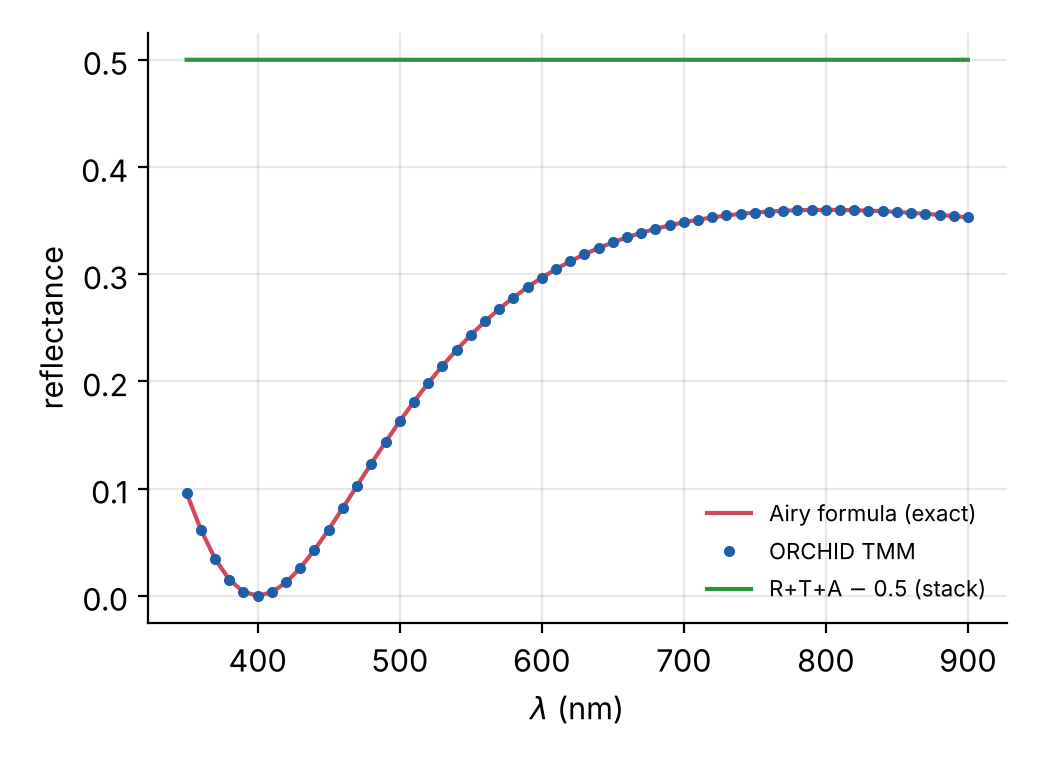 0.5
0.4
0.3
0.2
0.1
0.0
reflectance
400 500 600 700 800 900
λ (nm)
Airy formula (exact)
ORCHID TMM
R+T+A − 0.5 (stack)